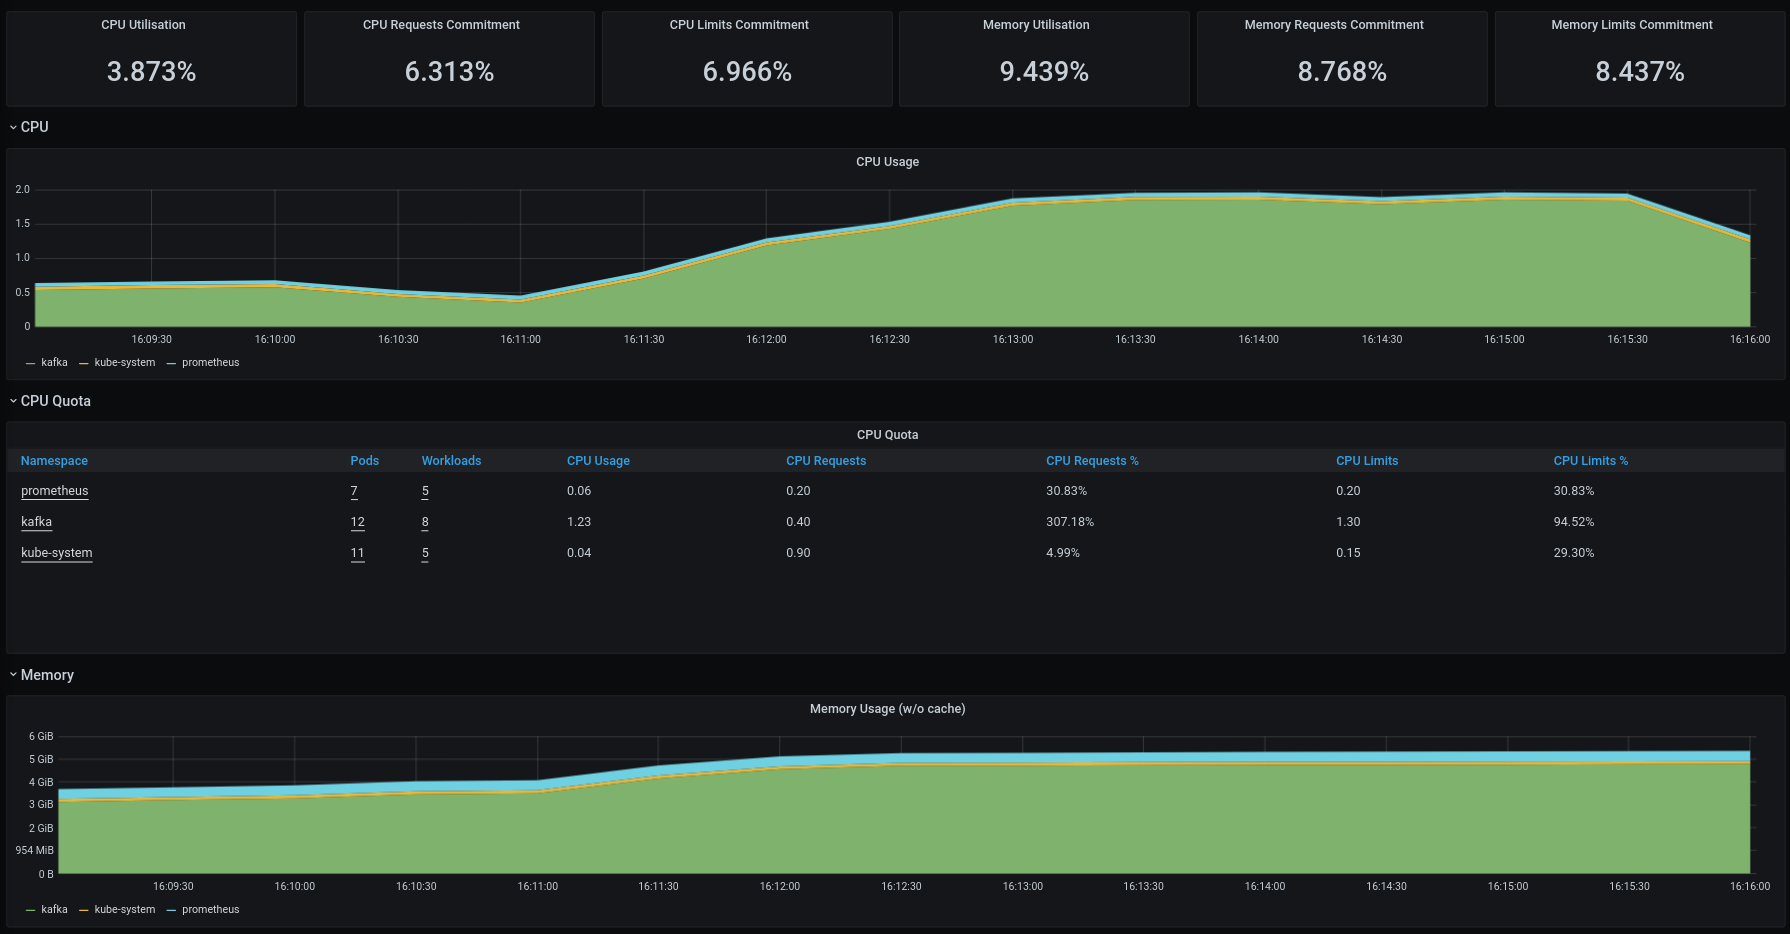 CPU Utilisation CPU Requests Commitment CPU Limits Commitment Memory Utilisation Memory Requests Commitment Memory Limits Commitment
3.873% 6.313% 6.966% 9.439% 8.768% 8.437%
CPU
CPU Usage
2.0
1.5
1.0
0.5
0
16:09:30 16:10:00 16:10:30 16:11:00 16:11:30 16:12:00 16:12:30 16:13:00 16:13:30 16:14:00 16:14:30 16:15:00 16:15:30 16:16:00
kafka kube-system prometheus
CPU Quota
CPU Quota
Namespace Pods Workloads CPU Usage CPU Requests CPU Requests % CPU Limits CPU Limits %
prometheus 7 5 0.06 0.20 30.83% 0.20 30.83%
kafka 12 8 1.23 0.40 307.18% 1.30 94.52%
kube-system 11 5 0.04 0.90 4.99% 0.15 29.30%
Memory
Memory Usage (w/o cache)
6 GiB
5 GiB
4 GiB
3 GiB
2 GiB
954 MiB
0 B
16:09:30 16:10:00 16:10:30 16:11:00 16:11:30 16:12:00 16:12:30 16:13:00 16:13:30 16:14:00 16:14:30 16:15:00 16:15:30 16:16:00
kafka kube-system prometheus